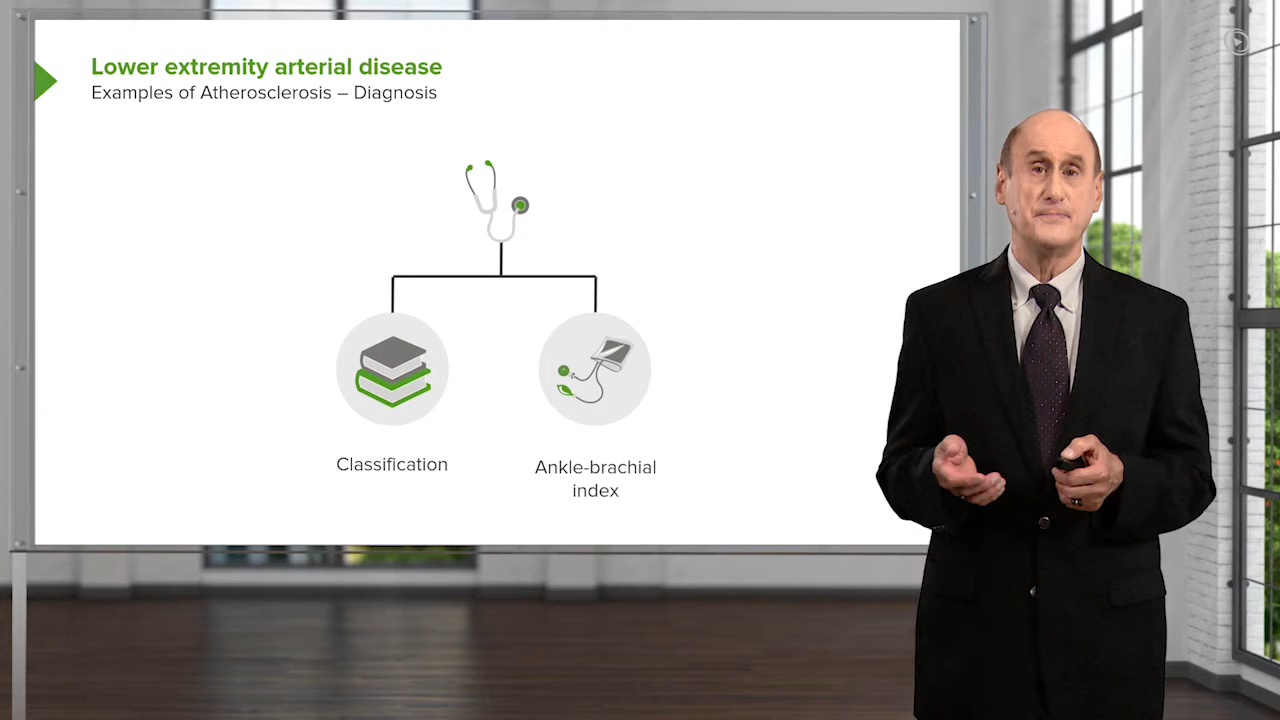 Lower extremity arterial disease
Examples of Atherosclerosis – Diagnosis
Classification
Ankle-brachial
index